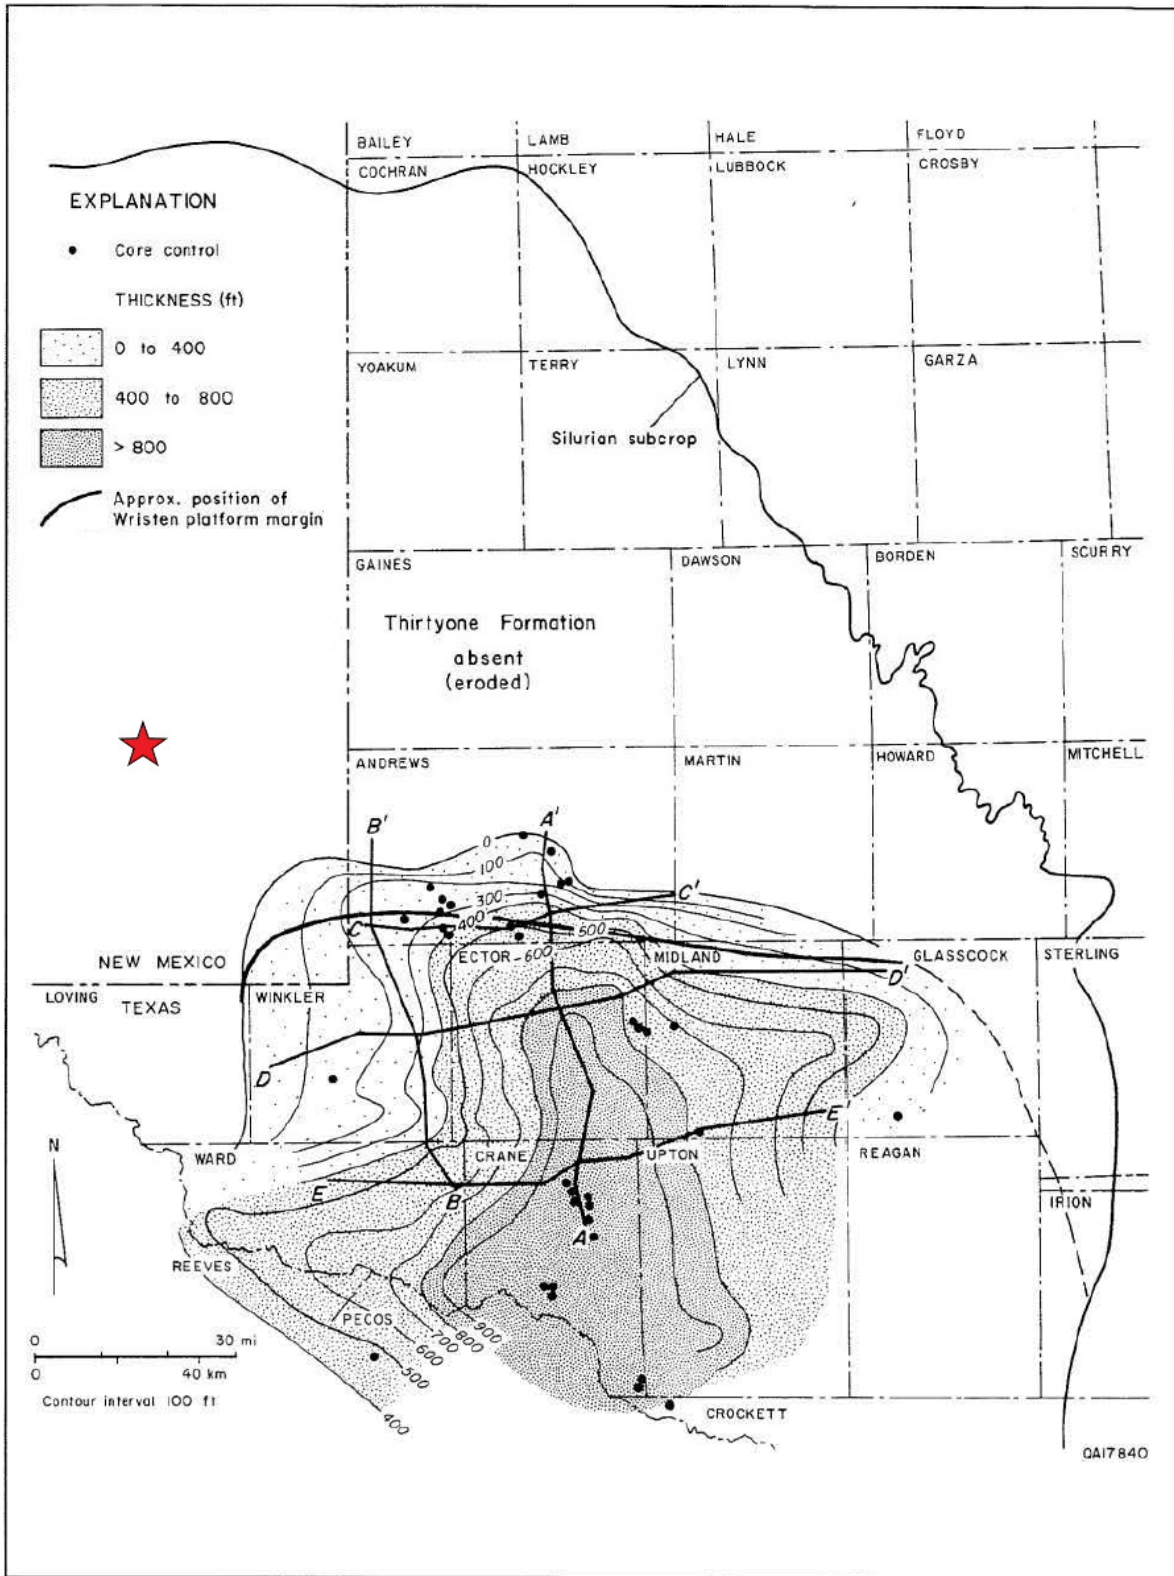 BAILEY
LAMB
HALE
FLOYD
COCHRAN
HOCKLEY
LUBBOCK
CROSBY
EXPLANATION
Core control
THICKNESS (ft)
0 to 400
400 to 800
> 800
Approx. position of
Wristen platform margin
YOAKUM
TERRY
LYNN
GARZA
Silurian subcrop
GAINES
DAWSON
BORDEN
SCURRY
Thirtyone Formation
absent
(eroded)
ANDREWS
MARTIN
HOWARD
MITCHELL
B'
A'
0
100
300
400
500
600
C
C'
ECTOR
MIDLAND
GLASSCOCK
STERLING
D'
NEW MEXICO
TEXAS
LOVING
WINKLER
D
E'
N
WARD
CRANE
UPTON
REAGAN
E
B
A
IRION
REEVES
PECOS
900
800
700
600
500
400
0 30 mi
0 40 km
Contour interval 100 ft
CROCKETT
QA17840